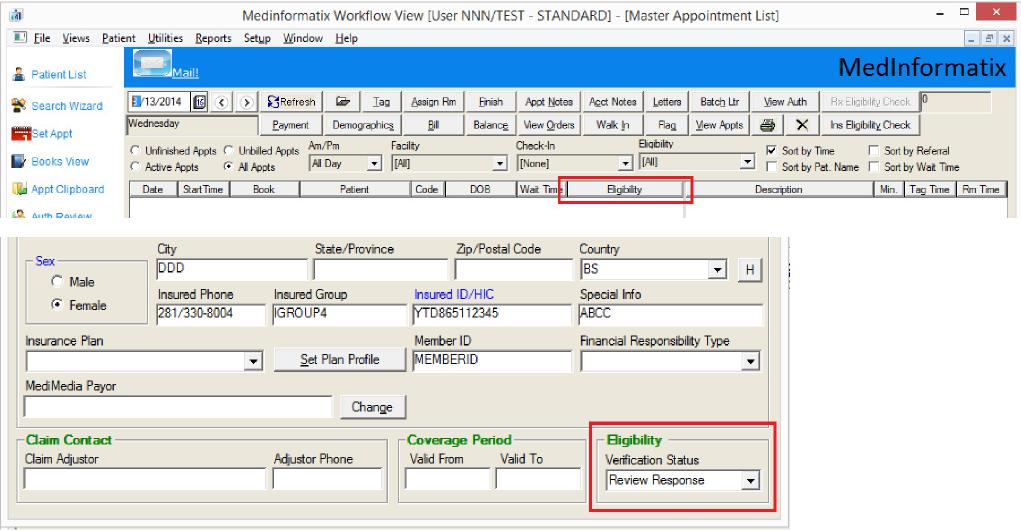 Medinformatix Workflow View [User NNN/TEST - STANDARD] - [Master Appointment List]
File Views Patient Utilities Reports Setup Window Help
Mail! MedInformatix
Patient List
Search Wizard
Set Appt
Books View
Appt Clipboard
Auth Review
/13/2014 Refresh Tag Assign Rm Finish Appt Notes Acct Notes Letters Batch Ltr View Auth Rx Eligibility Check 0
Wednesday Payment Demographics Bill Balance View Orders Walk In Flag View Appts Ins Eligibility Check
Unfinished Appts Unbilled Appts Am/Pm Facility Check-In Eligibility Sort by Time Sort by Referral
Active Appts All Appts All Day [All] [None] [All] Sort by Pat. Name Sort by Wait Time
Date StartTime Book Patient Code DOB Wait Time Eligibility Description Min. Tag Time Rm Time
City State/Province Zip/Postal Code Country
Sex DDD BS H
Male
Female
Insured Phone Insured Group Insured ID/HIC Special Info
281/330-8004 IGROUP4 YTD865112345 ABCC
Insurance Plan Member ID Financial Responsibility Type
Set Plan Profile MEMBERID
MediMedia Payor
Change
Claim Contact Coverage Period Eligibility
Claim Adjustor Adjustor Phone Valid From Valid To Verification Status
Review Response